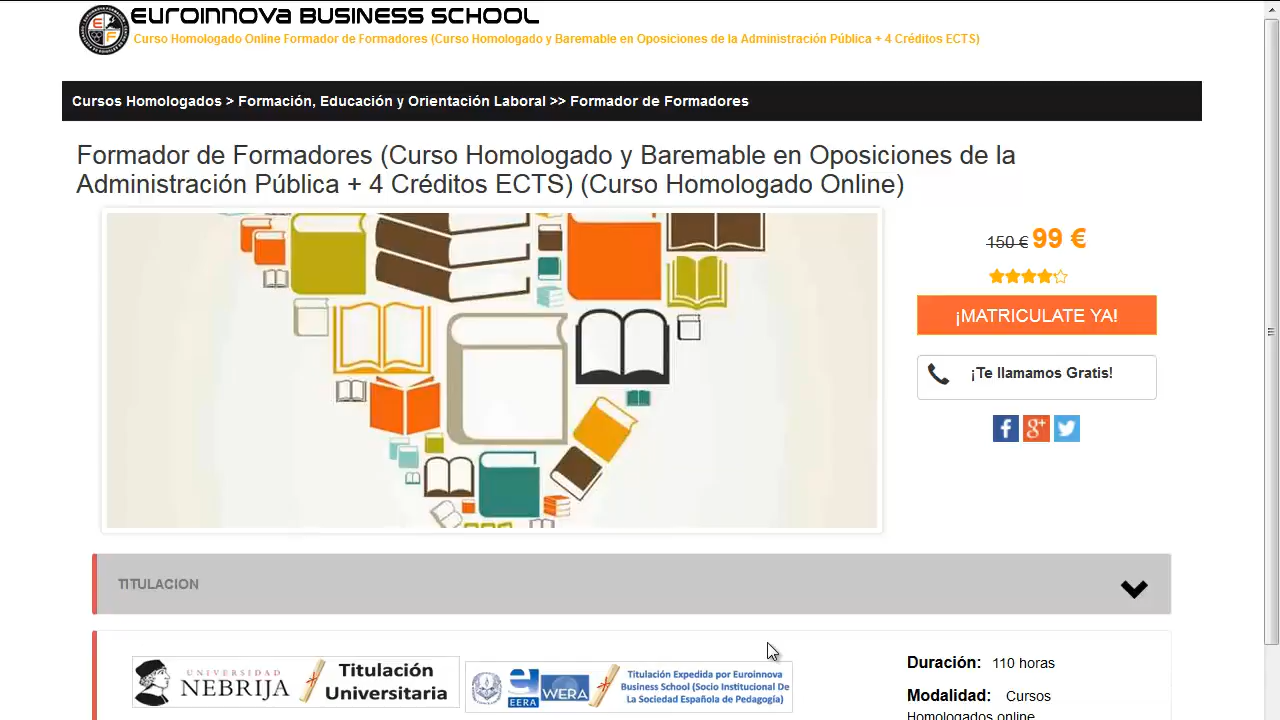 EUROINNOVA BUSINESS SCHOOL
Curso Homologado Online Formador de Formadores (Curso Homologado y Baremable en Oposiciones de la Administración Pública + 4 Créditos ECTS)
Cursos Homologados > Formación, Educación y Orientación Laboral >> Formador de Formadores
Formador de Formadores (Curso Homologado y Baremable en Oposiciones de la
Administración Pública + 4 Créditos ECTS) (Curso Homologado Online)
150 € 99 €
¡MATRICULATE YA!
¡Te llamamos Gratis!
TITULACION
UNIVERSIDAD
NEBRIJA
Titulación
Universitaria
EERA
WERA
Titulación Expedida por Euroinnova
Business School (Socio Institucional De
La Sociedad Española de Pedagogía)
Duración: 110 horas
Modalidad: Cursos
Homologados online